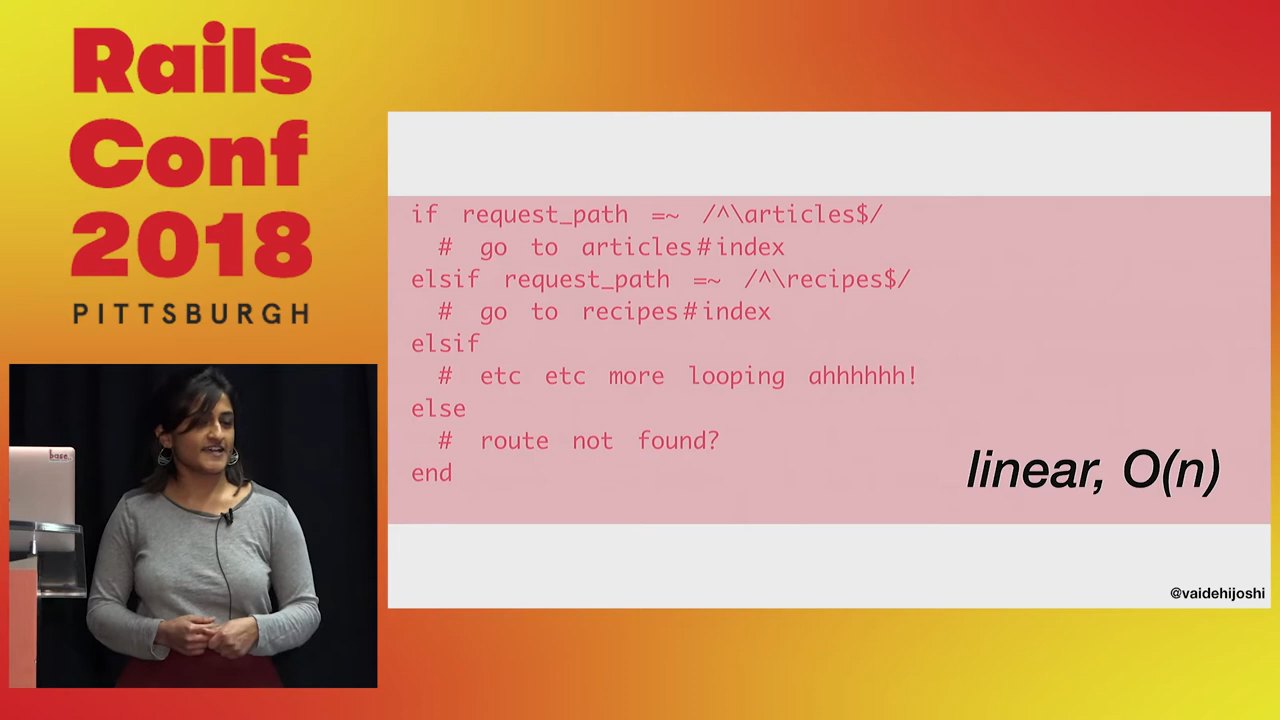 Rails
Conf
2018
PITTSBURGH
base_
if request_path =~ /^\articles$/
# go to articles#index
elsif request_path =~ /^\recipes$/
# go to recipes#index
elsif
# etc etc more looping ahhhhhh!
else
# route not found?
end
linear, O(n)
@vaidehijoshi